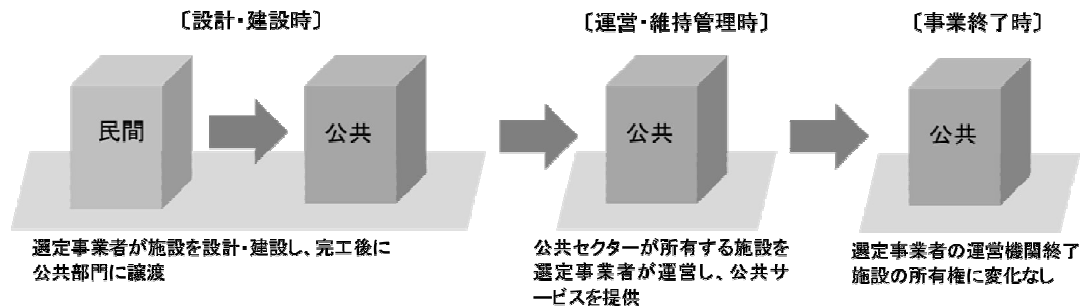 〔設計・建設時〕
〔運営・維持管理時〕
〔事業終了時〕
民間
公共
公共
公共
選定事業者が施設を設計・建設し、完工後に
公共部門に譲渡
公共セクターが所有する施設を
選定事業者が運営し、公共サ
ービスを提供
選定事業者の運営機関終了
施設の所有権に変化なし